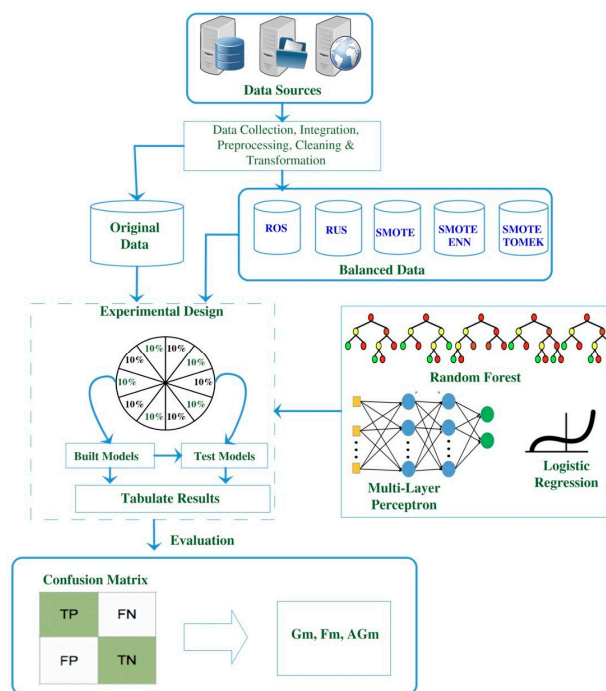 Data Sources
Data Collection, Integration,
Preprocessing, Cleaning &
Transformation
Original
Data
ROS
RUS
SMOTE
SMOTE
ENN
SMOTE
TOMEK
Balanced Data
Experimental Design
10%
10%
10%
10%
10%
10%
10%
10%
10%
10%
Built Models
Test Models
Tabulate Results
Random Forest
Multi-Layer
Perceptron
Logistic
Regression
Evaluation
Confusion Matrix
TP
FN
FP
TN
Gm, Fm, AGm